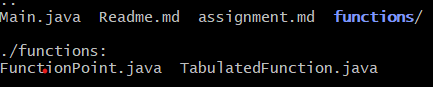 ..
Main.java Readme.md assignment.md functions/
./functions:
FunctionPoint.java TabulatedFunction.java